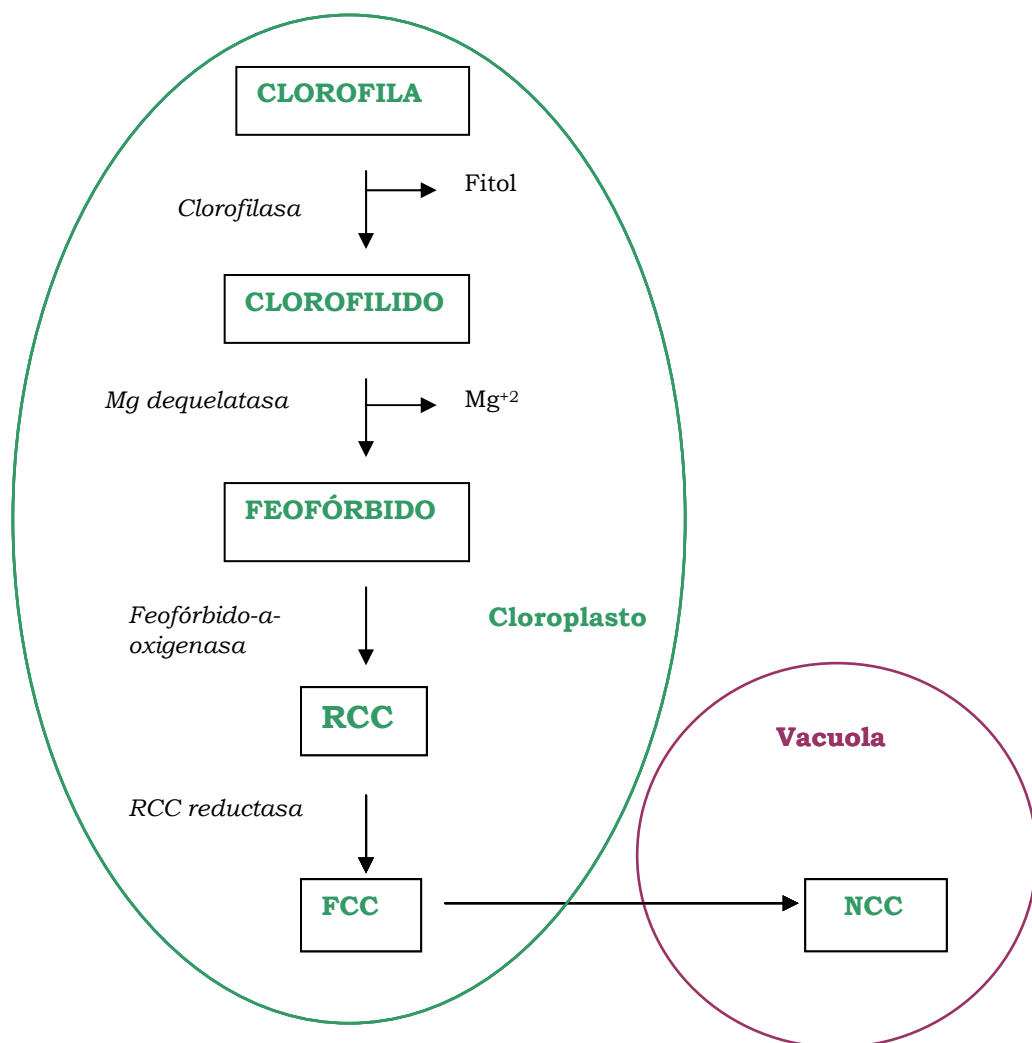 CLOROFILA
Fitol
Clorofilasa
CLOROFILIDO
Mg dequelatasa
Mg+2
FEOFÓRBIDO
Feofórbido-a-
oxigenasa
Cloroplasto
RCC
Vacuola
RCC reductasa
FCC
NCC